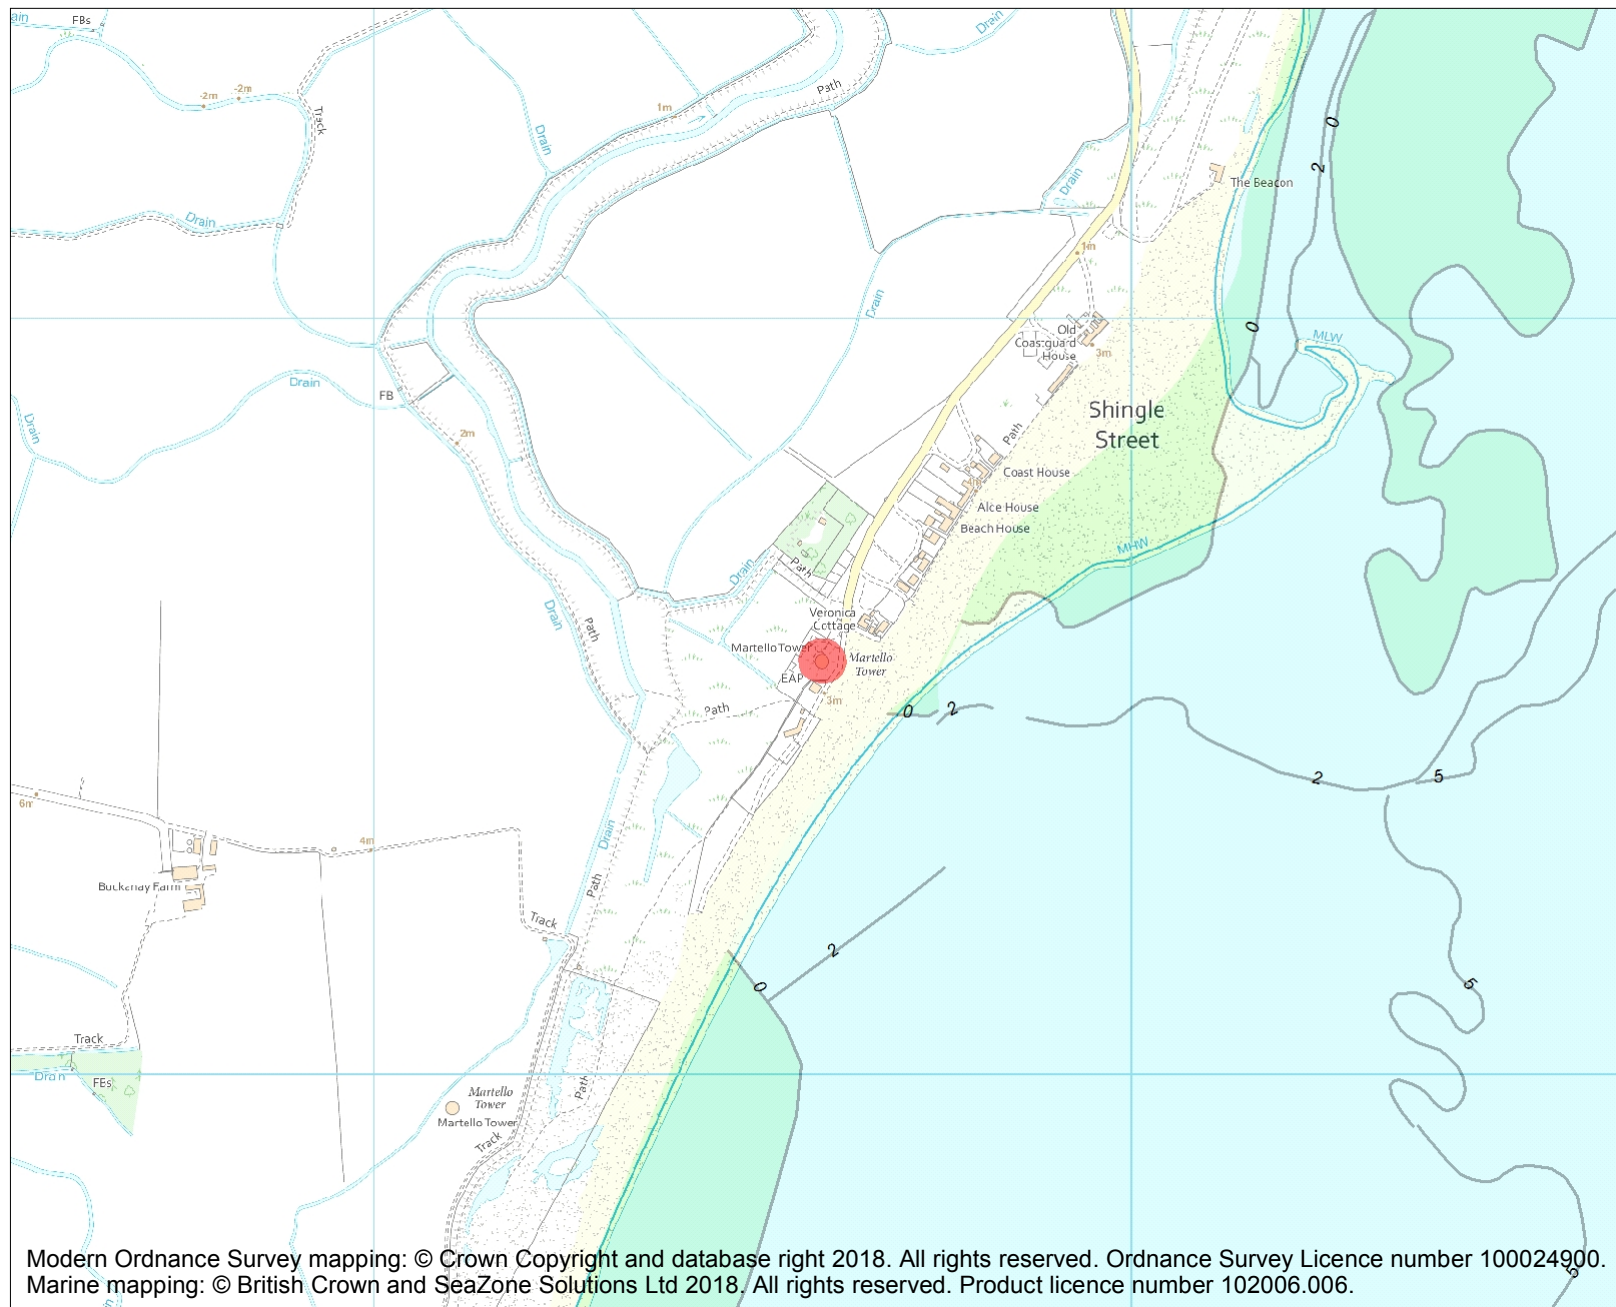 FBs
Drain
-2m
-2m
Track
Drain
1m
Path
Drain
Drain
0
2
The Beacon
Drain
1m
Drain
Old
Coastguard
House
3m
0
MLW
Drain
FB
Drain
2m
Shingle
Street
Path
Coast House
Alce House
Beach House
MHW
Drain
Path
Drain
Path
Veronica
Cottage
Martello Tower
Martello
Tower
EAP
3m
Path
0
2
2
5
6m
4m
Drain
Buckanay Farm
Path
Track
2
0
5
Track
Drain
FBs
Path
Martello
Tower
Martello Tower
Track
5
Modern Ordnance Survey mapping: © Crown Copyright and database right 2018. All rights reserved. Ordnance Survey Licence number 100024900.
Marine mapping: © British Crown and SeaZone Solutions Ltd 2018. All rights reserved. Product licence number 102006.006.